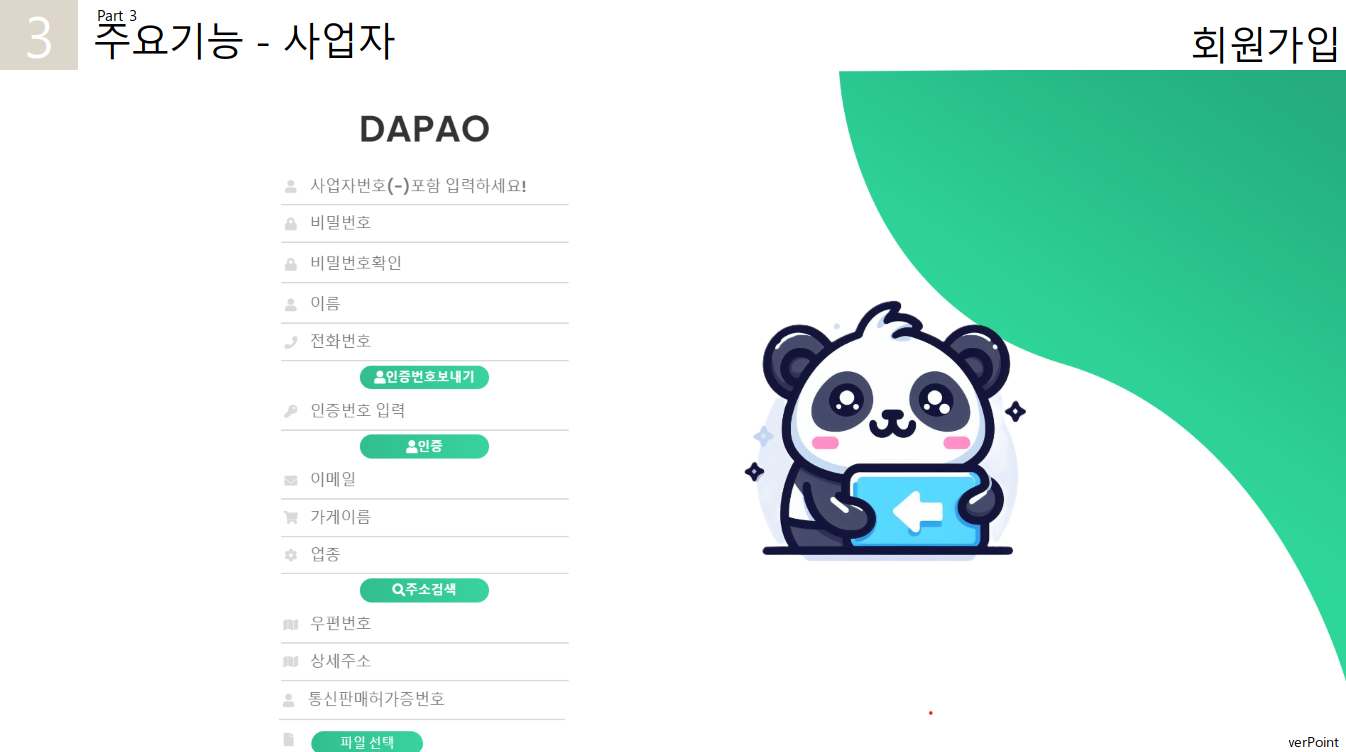 3
Part 3
주요기능 - 사업자
회원가입
DAPAO
사업자번호(-)포함 입력하세요!
비밀번호
비밀번호확인
이름
전화번호
인증번호보내기
인증번호 입력
인증
이메일
가게이름
업종
주소검색
우편번호
상세주소
통신판매허가증번호
파일 선택
verPoint